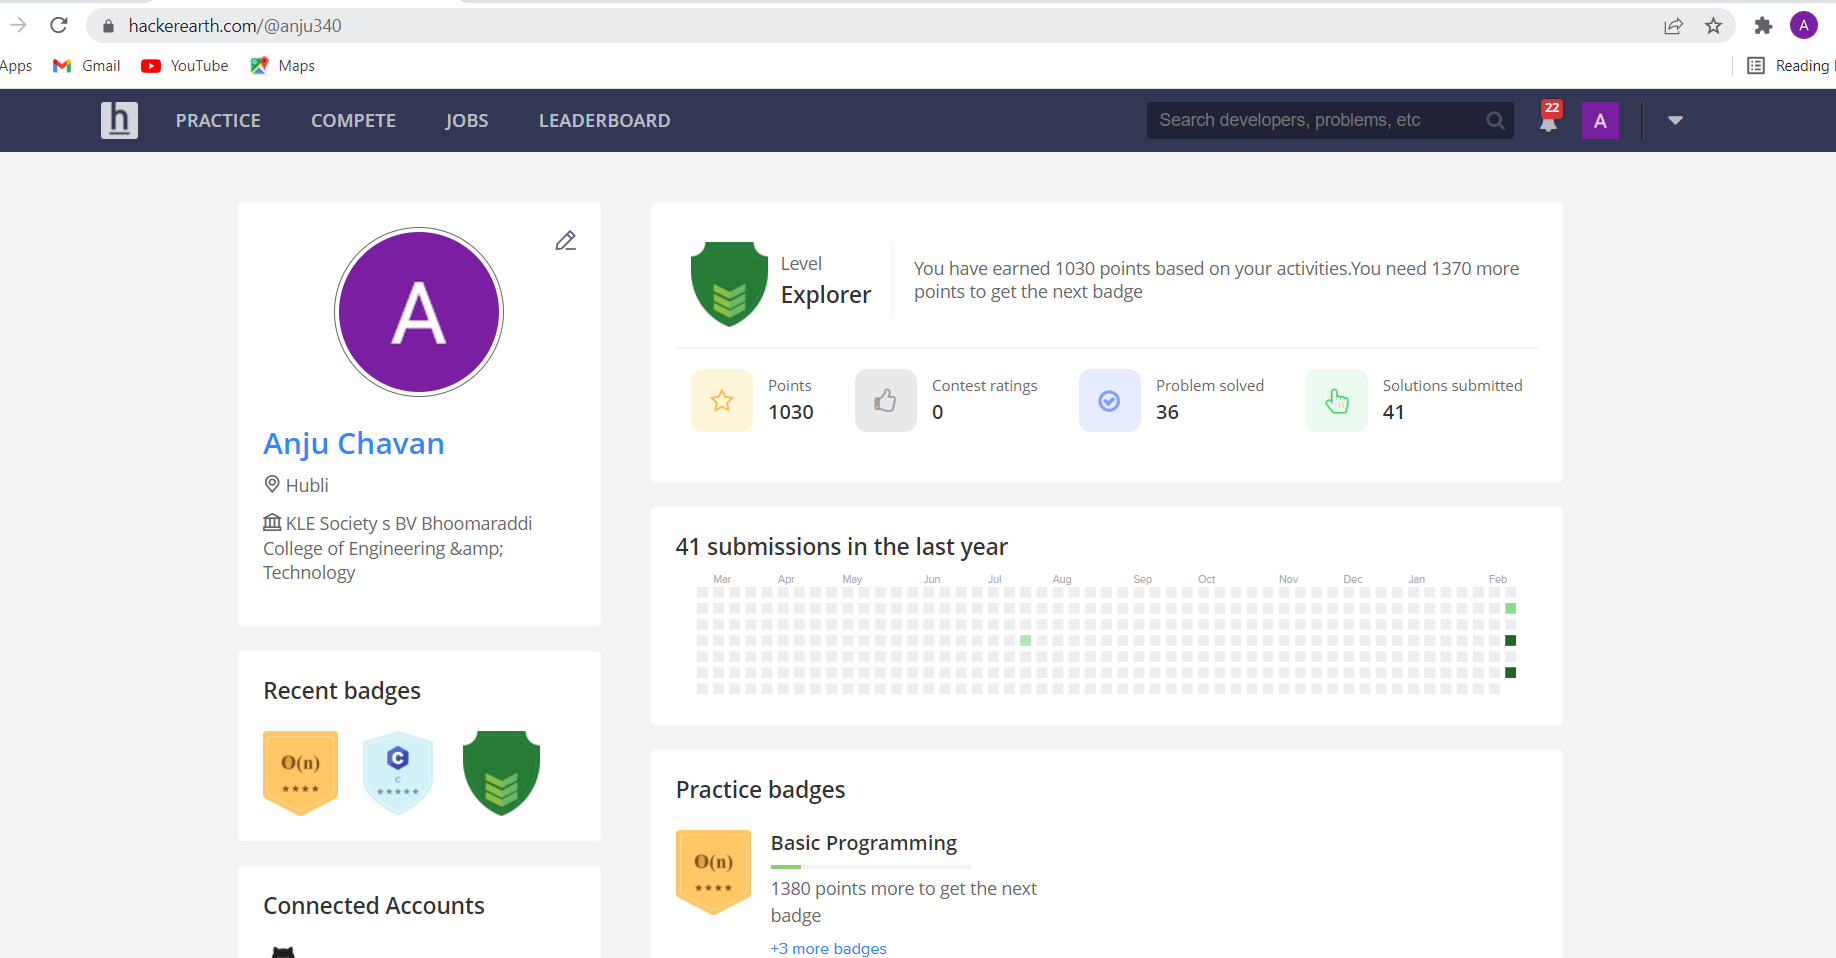 hackerearth.com/@anju340
A
Apps
Gmail
YouTube
Maps
Reading
h
PRACTICE
COMPETE
JOBS
LEADERBOARD
Search developers, problems, etc
22
A
A
Anju Chavan
Hubli
KLE Society s BV Bhoomaraddi
College of Engineering &amp;amp;
Technology
Level
Explorer
You have earned 1030 points based on your activities.You need 1370 more
points to get the next badge
Points
1030
Contest ratings
0
Problem solved
36
Solutions submitted
41
41 submissions in the last year
Mar Apr May Jun Jul Aug Sep Oct Nov Dec Jan Feb
Recent badges
O(n)
C
C
Practice badges
O(n)
Basic Programming
1380 points more to get the next
badge
+3 more badges
Connected Accounts